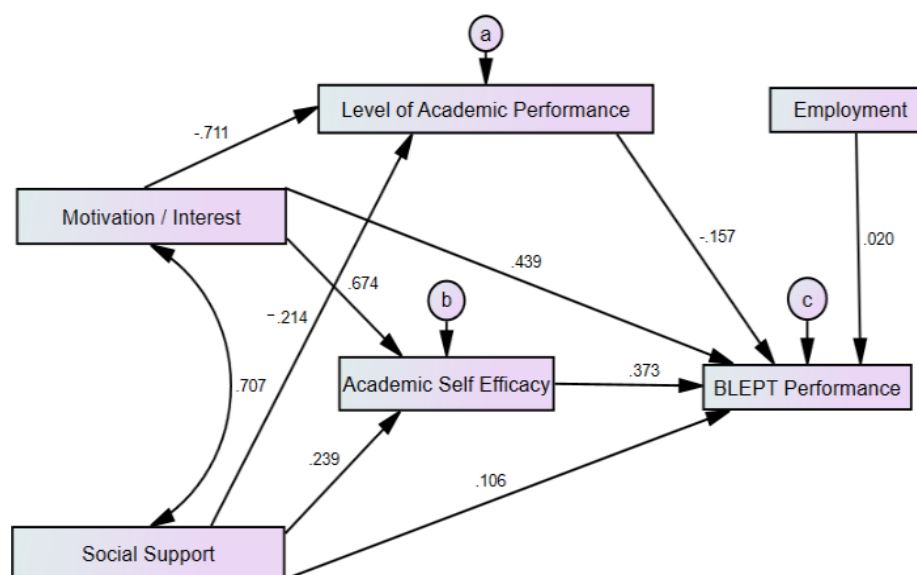 a
Level of Academic Performance
Employment
-.711
Motivation / Interest
-.157
.020
.439
.674
b
c
-.214
.707
Academic Self Efficacy
.373
BLEPT Performance
.239
.106
Social Support